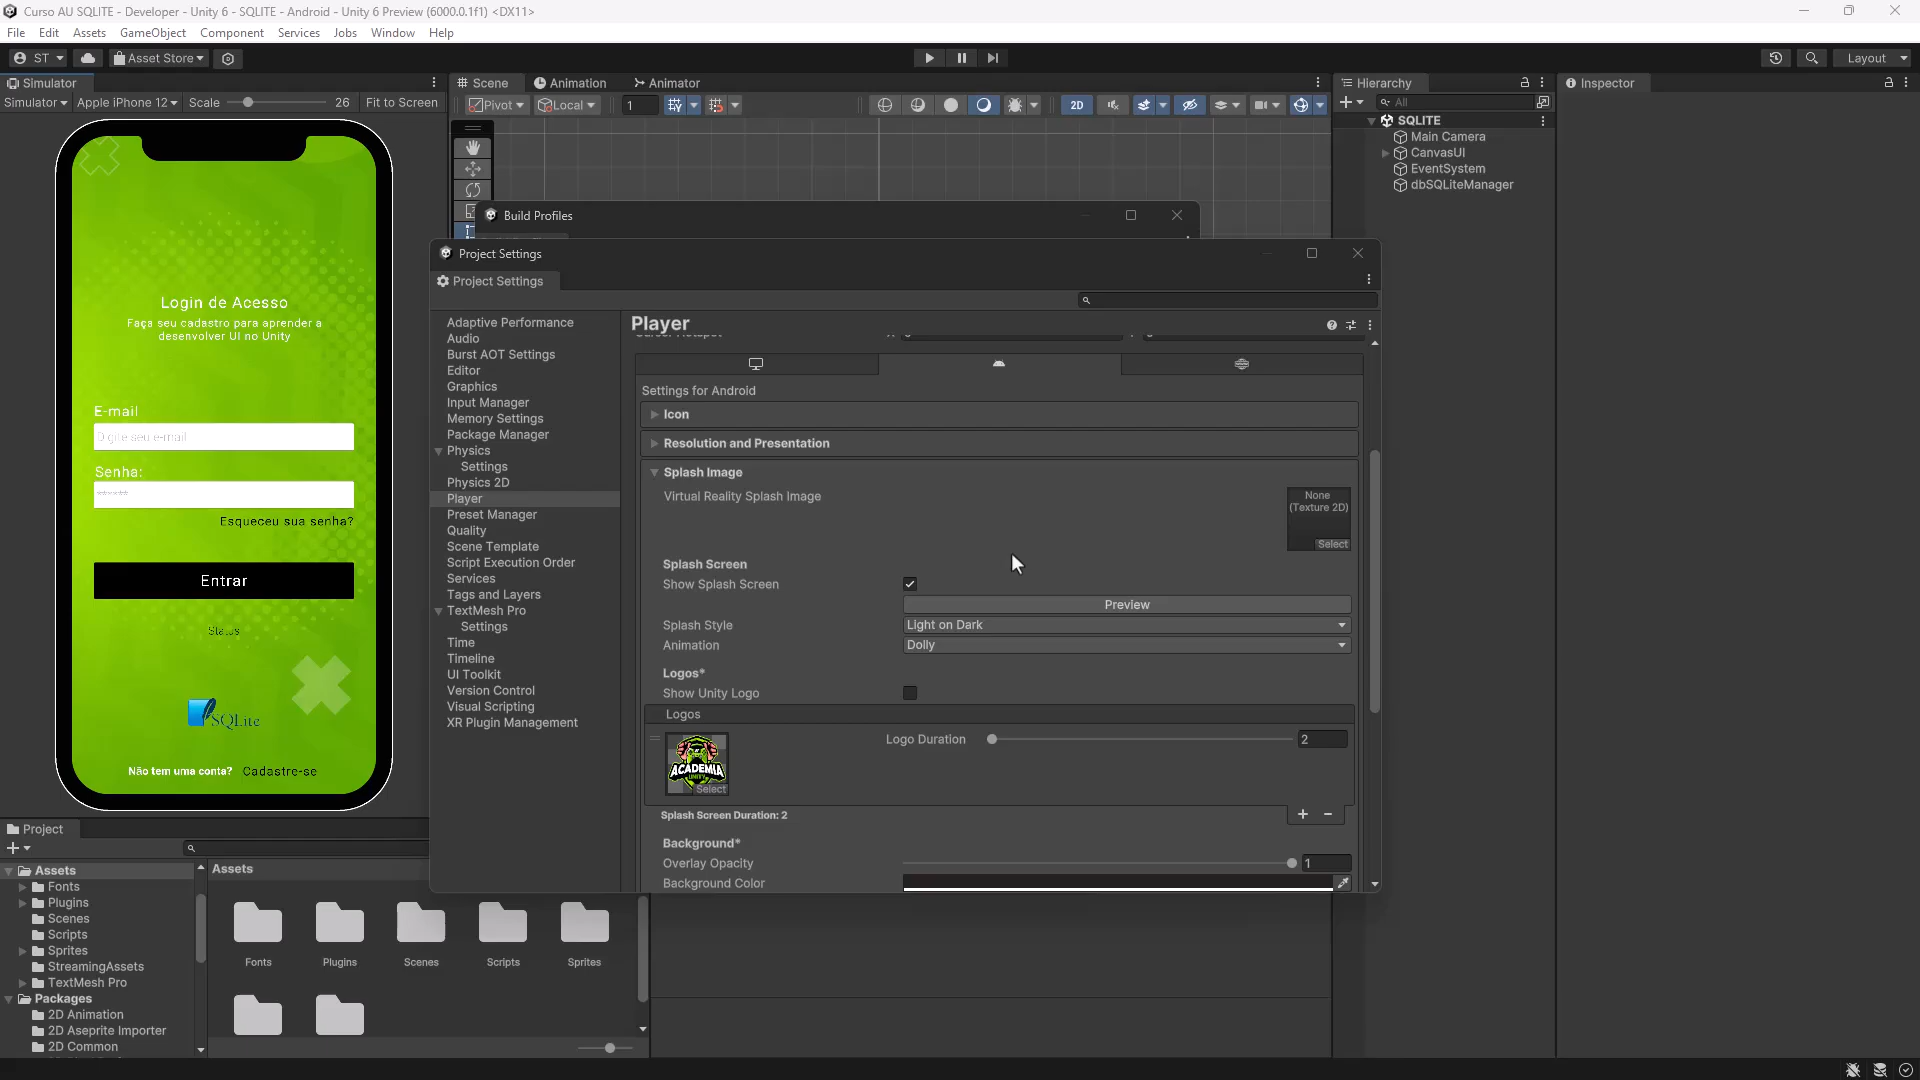 Curso AU SQLITE - Developer - Unity 6 - SQLITE - Android - Unity 6 Preview (6000.0.1f1) <DX11>
File Edit Assets GameObject Component Services Jobs Window Help
ST Asset Store Layout
Simulator
Scene Animation Animator
Hierarchy
Inspector
Simulator Apple iPhone 12 Scale 26 Fit to Screen
Pivot Local 1 2D
All
SQLITE
Main Camera
CanvasUI
EventSystem
dbSQLiteManager
Login de Acesso
Faça seu cadastro para aprender a
desenvolver UI no Unity
E-mail
Digite seu e-mail
Senha:
******
Esqueceu sua senha?
Entrar
Status
SQLite
Não tem uma conta? Cadastre-se
Build Profiles
Project Settings
Project Settings
Adaptive Performance
Audio
Burst AOT Settings
Editor
Graphics
Input Manager
Memory Settings
Package Manager
Physics
Settings
Physics 2D
Player
Preset Manager
Quality
Scene Template
Script Execution Order
Services
Tags and Layers
TextMesh Pro
Settings
Time
Timeline
UI Toolkit
Version Control
Visual Scripting
XR Plugin Management
Player
Settings for Android
Icon
Resolution and Presentation
Splash Image
Virtual Reality Splash Image
None
(Texture 2D)
Select
Splash Screen
Show Splash Screen
Preview
Splash Style Light on Dark
Animation Dolly
Logos*
Show Unity Logo
Logos
Logo Duration 2
ACADEMIA
UNITY
Select
Splash Screen Duration: 2
Background*
Overlay Opacity 1
Background Color
Project
Assets
Fonts
Plugins
Scenes
Scripts
Sprites
StreamingAssets
TextMesh Pro
Packages
2D Animation
2D Aseprite Importer
2D Common
Assets
Fonts Plugins Scenes Scripts Sprites